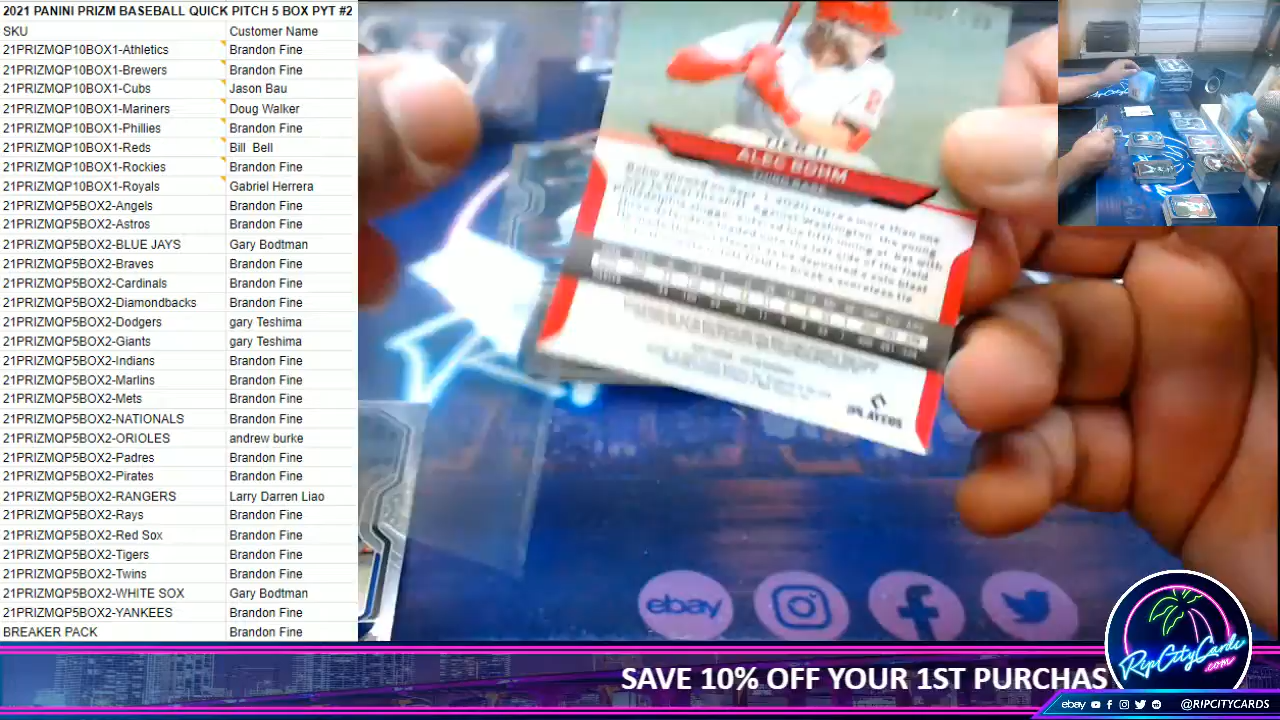 2021 PANINI PRIZM BASEBALL QUICK PITCH 5 BOX PYT #2
SKU Customer Name
21PRIZMQP10BOX1-Athletics Brandon Fine
21PRIZMQP10BOX1-Brewers Brandon Fine
21PRIZMQP10BOX1-Cubs Jason Bau
21PRIZMQP10BOX1-Mariners Doug Walker
21PRIZMQP10BOX1-Phillies Brandon Fine
21PRIZMQP10BOX1-Reds Bill Bell
21PRIZMQP10BOX1-Rockies Brandon Fine
21PRIZMQP10BOX1-Royals Gabriel Herrera
21PRIZMQP5BOX2-Angels Brandon Fine
21PRIZMQP5BOX2-Astros Brandon Fine
21PRIZMQP5BOX2-BLUE JAYS Gary Bodtman
21PRIZMQP5BOX2-Braves Brandon Fine
21PRIZMQP5BOX2-Cardinals Brandon Fine
21PRIZMQP5BOX2-Diamondbacks Brandon Fine
21PRIZMQP5BOX2-Dodgers gary Teshima
21PRIZMQP5BOX2-Giants gary Teshima
21PRIZMQP5BOX2-Indians Brandon Fine
21PRIZMQP5BOX2-Marlins Brandon Fine
21PRIZMQP5BOX2-Mets Brandon Fine
21PRIZMQP5BOX2-NATIONALS Brandon Fine
21PRIZMQP5BOX2-ORIOLES andrew burke
21PRIZMQP5BOX2-Padres Brandon Fine
21PRIZMQP5BOX2-Pirates Brandon Fine
21PRIZMQP5BOX2-RANGERS Larry Darren Liao
21PRIZMQP5BOX2-Rays Brandon Fine
21PRIZMQP5BOX2-Red Sox Brandon Fine
21PRIZMQP5BOX2-Tigers Brandon Fine
21PRIZMQP5BOX2-Twins Brandon Fine
21PRIZMQP5BOX2-WHITE SOX Gary Bodtman
21PRIZMQP5BOX2-YANKEES Brandon Fine
BREAKER PACK Brandon Fine
ALEC BOHM
THIRD BASE
PLAYERS
ebay
SAVE 10% OFF YOUR 1ST PURCHAS
RipCityCards
.com
ebay @RIPCITYCARDS